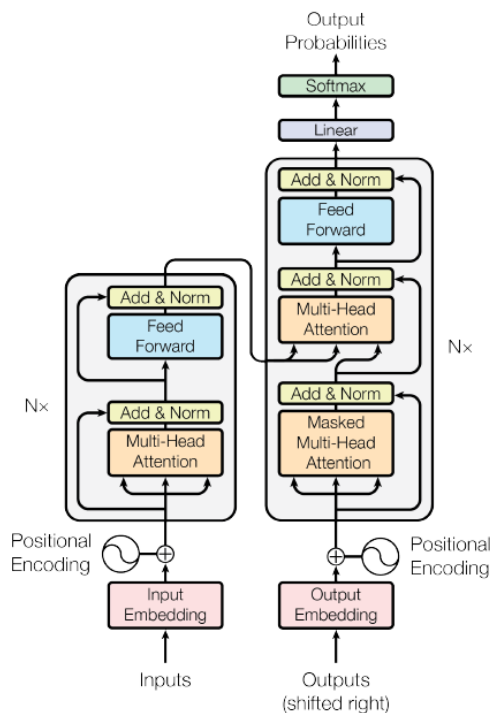 Output
Probabilities
Softmax
Linear
Add & Norm
Feed
Forward
Add & Norm
Multi-Head
Attention
N×
Add & Norm
Masked
Multi-Head
Attention
Add & Norm
Feed
Forward
N×
Add & Norm
Multi-Head
Attention
Positional
Encoding
Positional
Encoding
Input
Embedding
Output
Embedding
Inputs
Outputs
(shifted right)